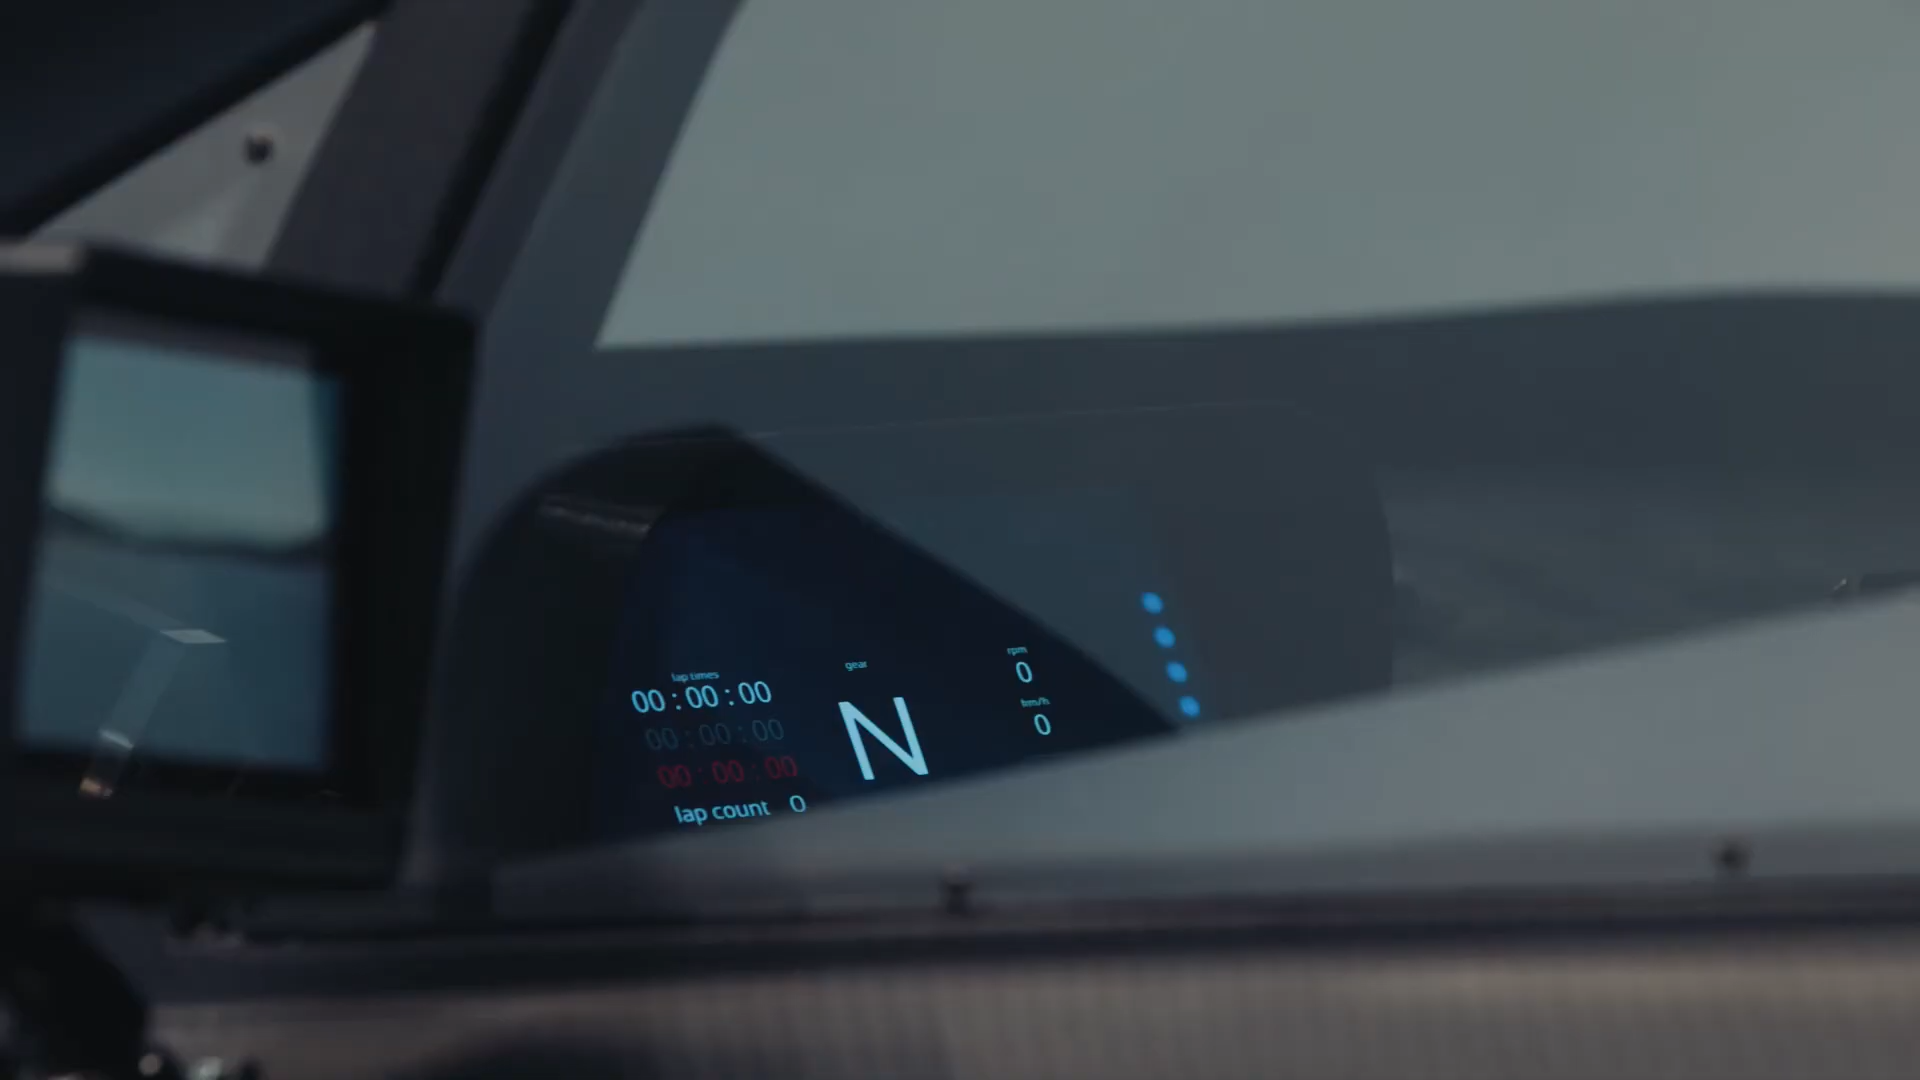 lap times
00 : 00 : 00
00 : 00 : 00
00 : 00 : 00
lap count 0
gear
N
rpm
0
km/h
0